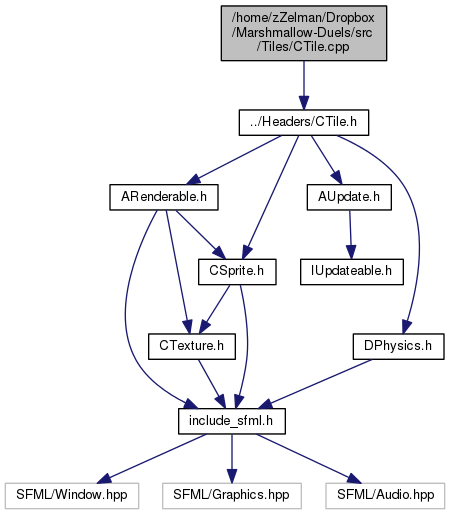 /home/zZelman/Dropbox
/Marshmallow-Duels/src
/Tiles/CTile.cpp
../Headers/CTile.h
ARenderable.h
AUpdate.h
CSprite.h
IUpdateable.h
CTexture.h
DPhysics.h
include_sfml.h
SFML/Window.hpp
SFML/Graphics.hpp
SFML/Audio.hpp